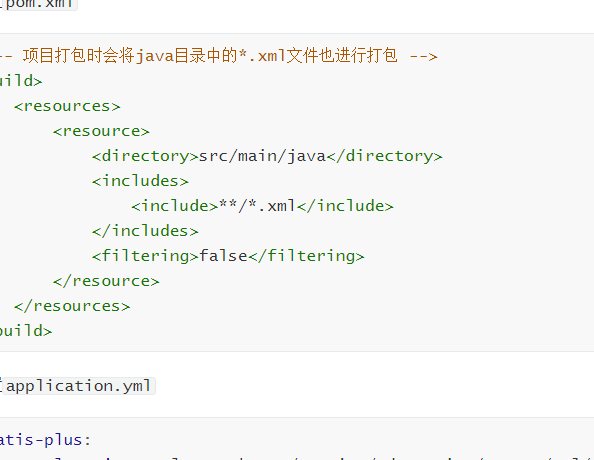 pom.xml
-- 项目打包时会将java目录中的*.xml文件也进行打包 -->
uild>
<resources>
<resource>
<directory>src/main/java</directory>
<includes>
<include>**/*.xml</include>
</includes>
<filtering>false</filtering>
</resource>
</resources>
build>
application.yml
atis-plus: